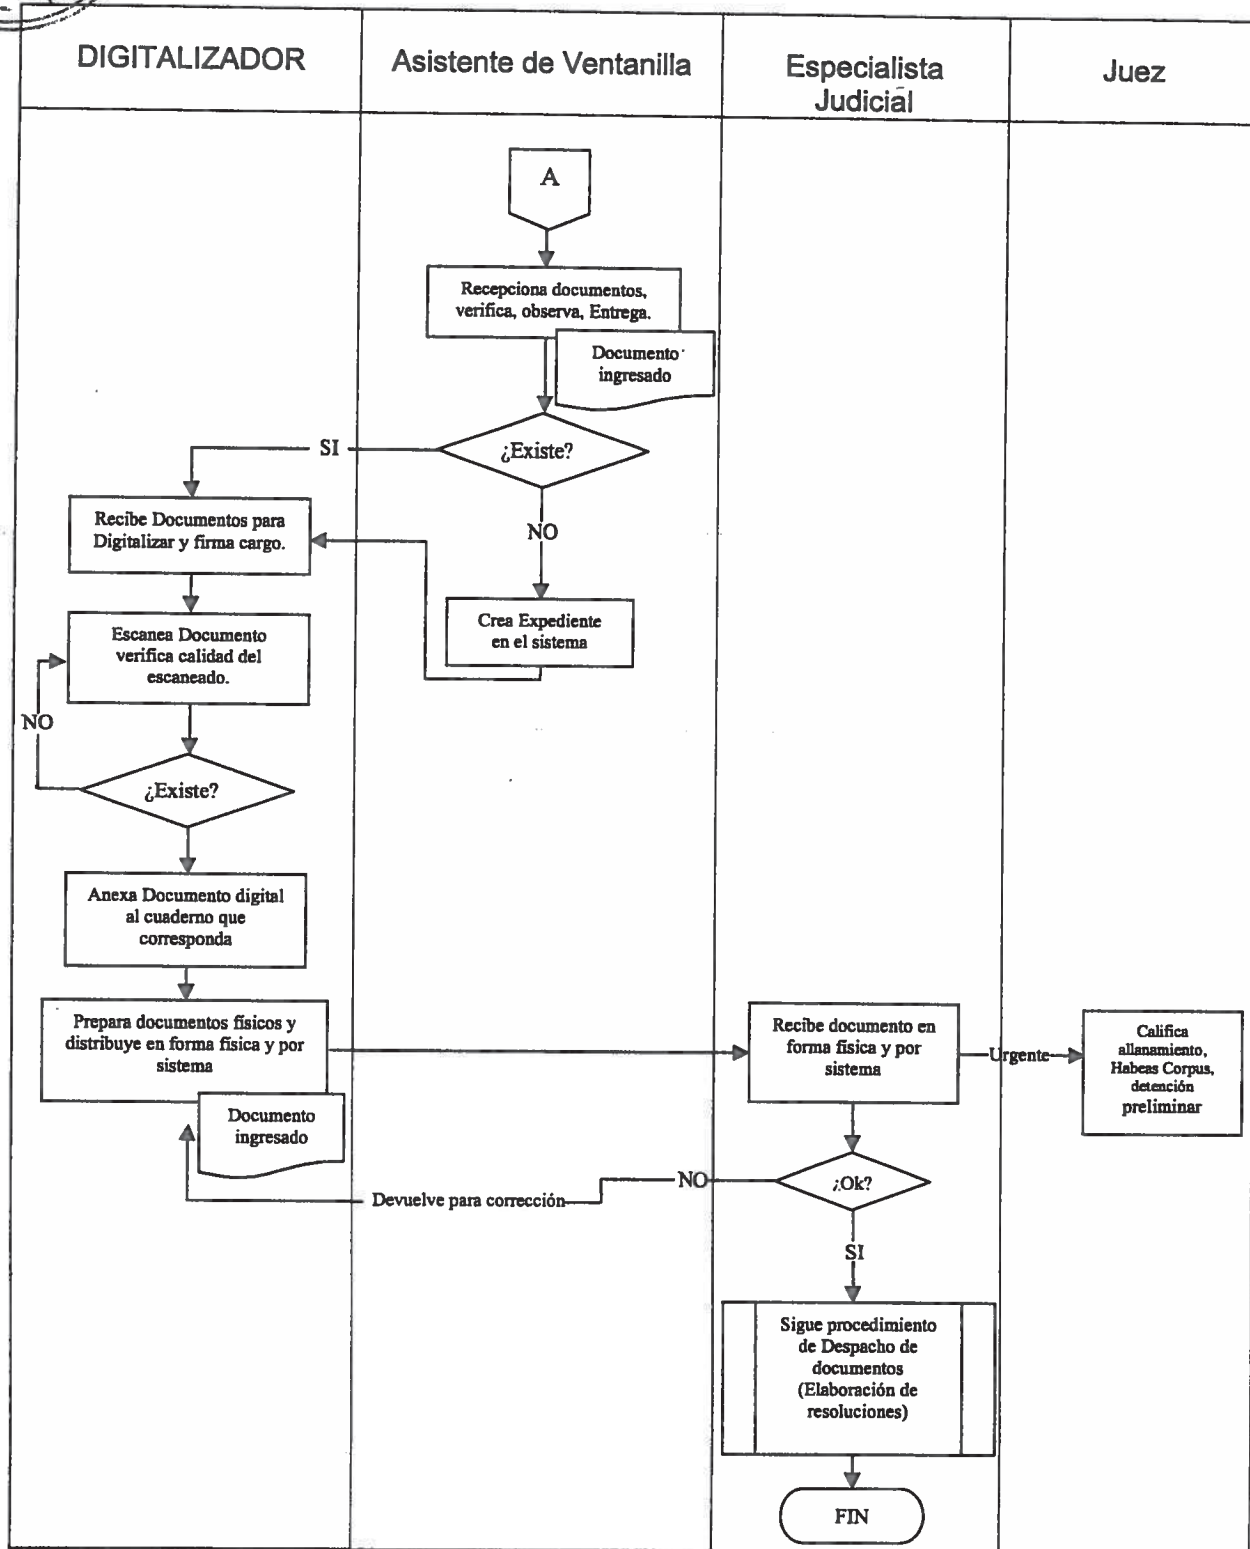 DIGITALIZADOR
Asistente de Ventanilla
Especialista
Judicial
Juez
A
Recepciona documentos,
verifica, observa, Entrega.
Documento
ingresado
¿Existe?
SI
NO
Recibe Documentos para
Digitalizar y firma cargo.
Crea Expediente
en el sistema
Escanea Documento
verifica calidad del
escaneado.
NO
¿Existe?
Anexa Documento digital
al cuaderno que
corresponda
Prepara documentos físicos y
distribuye en forma física y por
sistema
Documento
ingresado
Recibe documento en
forma física y por
sistema
Urgente
Califica
allanamiento,
Habeas Corpus,
detención
preliminar
¿Ok?
NO
Devuelve para corrección
SI
Sigue procedimiento
de Despacho de
documentos
(Elaboración de
resoluciones)
FIN